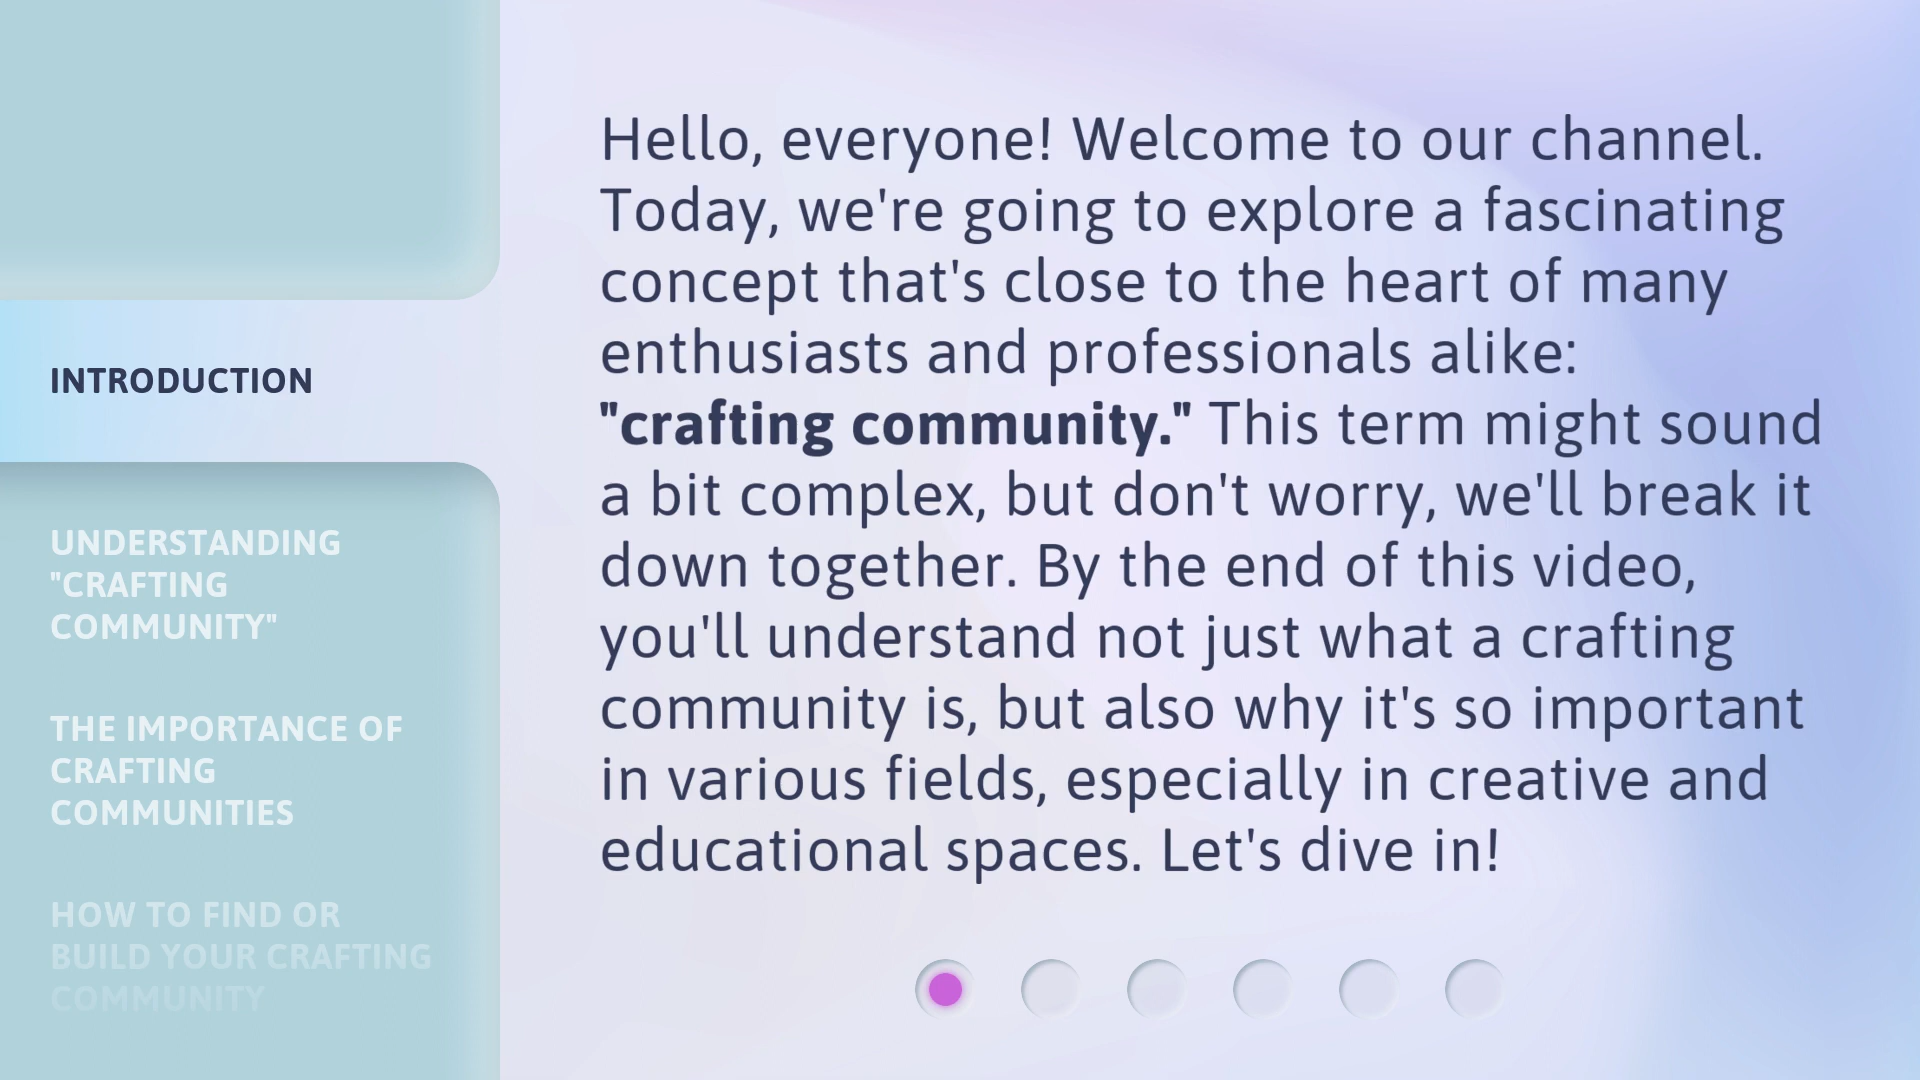 INTRODUCTION
UNDERSTANDING
"CRAFTING
COMMUNITY"
THE IMPORTANCE OF
CRAFTING
COMMUNITIES
HOW TO FIND OR
BUILD YOUR CRAFTING
COMMUNITY
Hello, everyone! Welcome to our channel.
Today, we're going to explore a fascinating
concept that's close to the heart of many
enthusiasts and professionals alike:
"crafting community." This term might sound
a bit complex, but don't worry, we'll break it
down together. By the end of this video,
you'll understand not just what a crafting
community is, but also why it's so important
in various fields, especially in creative and
educational spaces. Let's dive in!